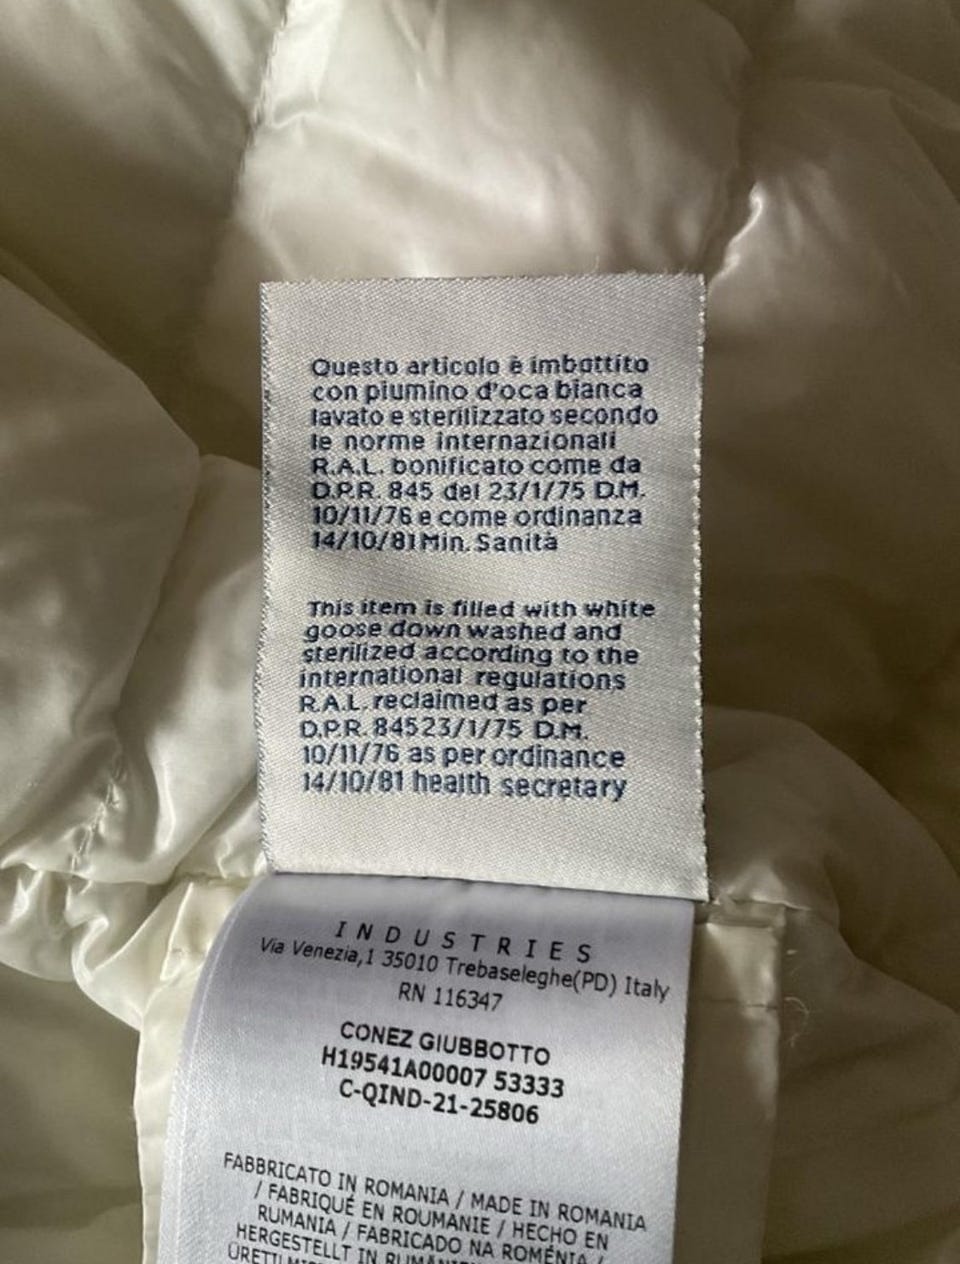 Questo articolo è imbottito
con piumino d'oca bianca
lavato e sterilizzato secondo
le norme internazionali
R.A.L. bonificato come da
D.P.R. 845 del 23/1/75 D.M.
10/11/76 e come ordinanza
14/10/81 Min. Sanità
This item is filled with white
goose down washed and
sterilized according to the
international regulations
R.A.L. reclaimed as per
D.P.R. 84523/1/75 D.M.
10/11/76 as per ordinance
14/10/81 health secretary
INDUSTRIES
Via Venezia,1 35010 Trebaseleghe(PD) Italy
RN 116347
CONEZ GIUBBOTTO
H19541A00007 53333
C-QIND-21-25806
FABBRICATO IN ROMANIA / MADE IN ROMANIA
/ FABRIQUÉ EN ROUMANIE / HECHO EN
RUMANIA / FABRICADO NA ROMÉNIA /
HERGESTELLT IN